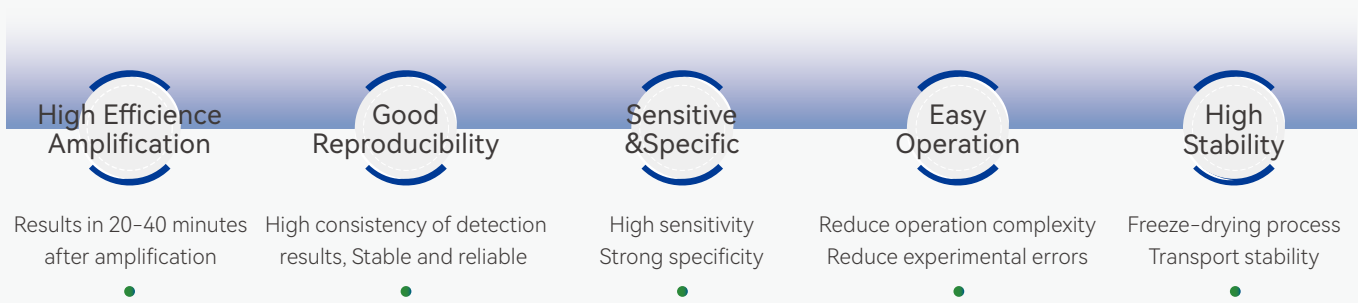 High Efficience
Amplification
Good
Reproducibility
Sensitive
&Specific
Easy
Operation
High
Stability
Results in 20-40 minutes
after amplification
High consistency of detection
results, Stable and reliable
High sensitivity
Strong specificity
Reduce operation complexity
Reduce experimental errors
Freeze-drying process
Transport stability